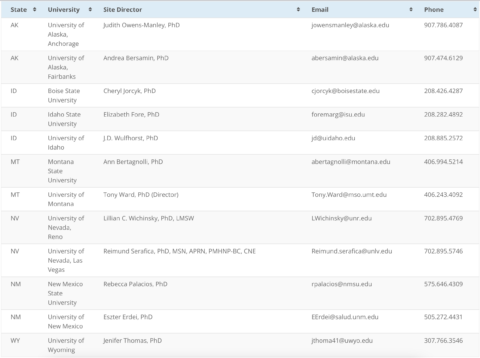 State University Site Director Email Phone
AK University of Alaska, Anchorage Judith Owens-Manley, PhD jowensmanley@alaska.edu 907.786.4087
AK University of Alaska, Fairbanks Andrea Bersamin, PhD abersamin@alaska.edu 907.474.6129
ID Boise State University Cheryl Jorcyk, PhD cjorcyk@boisestate.edu 208.426.4287
ID Idaho State University Elizabeth Fore, PhD foremarg@isu.edu 208.282.4892
ID University of Idaho J.D. Wulfhorst, PhD jd@uidaho.edu 208.885.2572
MT Montana State University Ann Bertagnolli, PhD abertagnolli@montana.edu 406.994.5214
MT University of Montana Tony Ward, PhD (Director) Tony.Ward@mso.umt.edu 406.243.4092
NV University of Nevada, Reno Lillian C. Wichinsky, PhD, LMSW LWichinsky@unr.edu 702.895.4769
NV University of Nevada, Las Vegas Reimund Serafica, PhD, MSN, APRN, PMHNP-BC, CNE Reimund.serafica@unlv.edu 702.895.5746
NM New Mexico State University Rebecca Palacios, PhD rpalacios@nmsu.edu 575.646.4309
NM University of New Mexico Eszter Erdei, PhD EErdei@salud.unm.edu 505.272.4431
WY University of Wyoming Jenifer Thomas, PhD jthoma41@uwyo.edu 307.766.3546